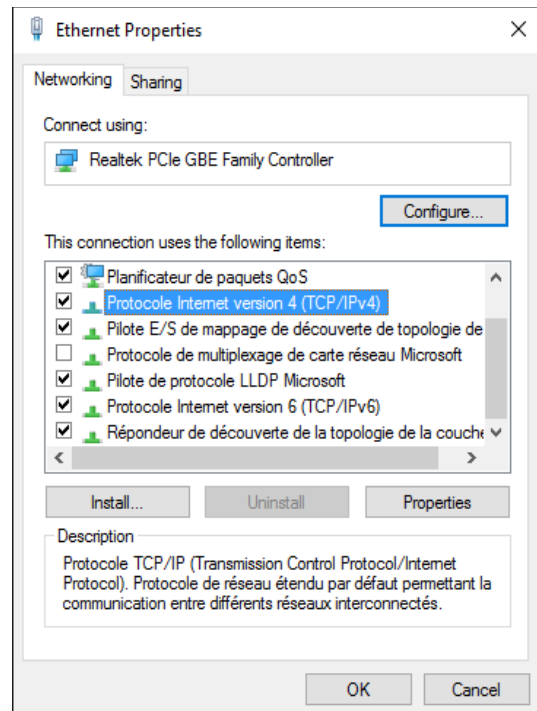 Ethernet Properties
Networking
Sharing
Connect using:
Realtek PCIe GBE Family Controller
Configure...
This connection uses the following items:
Planificateur de paquets QoS
Protocole Internet version 4 (TCP/IPv4)
Pilote E/S de mappage de découverte de topologie de
Protocole de multiplexage de carte réseau Microsoft
Pilote de protocole LLDP Microsoft
Protocole Internet version 6 (TCP/IPv6)
Répondeur de découverte de la topologie de la couche
Install...
Uninstall
Properties
Description
Protocole TCP/IP (Transmission Control Protocol/Internet
Protocol). Protocole de réseau étendu par défaut permettant la
communication entre différents réseaux interconnectés.
OK
Cancel